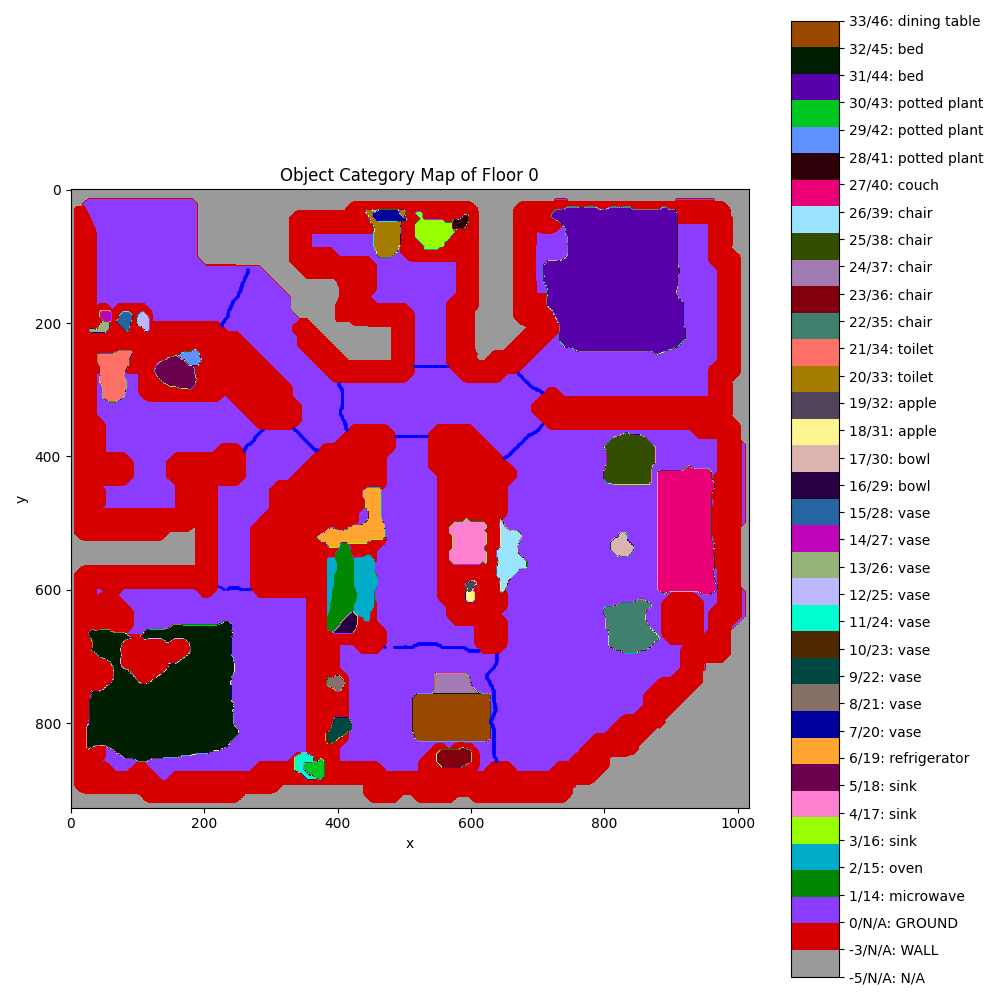 Object Category Map of Floor 0
0
200
400
600
800
y
0
200
400
600
800
1000
x
33/46: dining table
32/45: bed
31/44: bed
30/43: potted plant
29/42: potted plant
28/41: potted plant
27/40: couch
26/39: chair
25/38: chair
24/37: chair
23/36: chair
22/35: chair
21/34: toilet
20/33: toilet
19/32: apple
18/31: apple
17/30: bowl
16/29: bowl
15/28: vase
14/27: vase
13/26: vase
12/25: vase
11/24: vase
10/23: vase
9/22: vase
8/21: vase
7/20: vase
6/19: refrigerator
5/18: sink
4/17: sink
3/16: sink
2/15: oven
1/14: microwave
0/N/A: GROUND
-3/N/A: WALL
-5/N/A: N/A